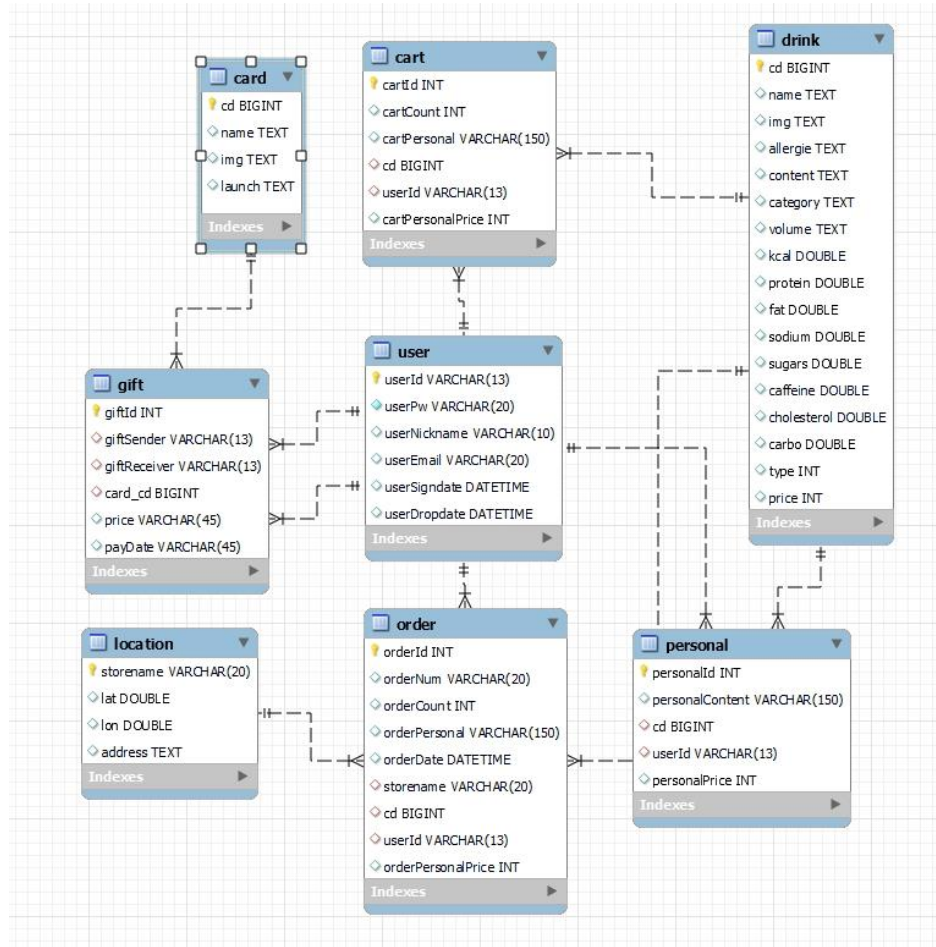 card
cd BIGINT
name TEXT
img TEXT
launch TEXT
Indexes
cart
cartId INT
cartCount INT
cartPersonal VARCHAR(150)
cd BIGINT
userId VARCHAR(13)
cartPersonalPrice INT
Indexes
drink
cd BIGINT
name TEXT
img TEXT
allergie TEXT
content TEXT
category TEXT
volume TEXT
kcal DOUBLE
protein DOUBLE
fat DOUBLE
sodium DOUBLE
sugars DOUBLE
caffeine DOUBLE
cholesterol DOUBLE
carbo DOUBLE
type INT
price INT
Indexes
gift
giftId INT
giftSender VARCHAR(13)
giftReceiver VARCHAR(13)
card_cd BIGINT
price VARCHAR(45)
payDate VARCHAR(45)
Indexes
user
userId VARCHAR(13)
userPw VARCHAR(20)
userNickname VARCHAR(10)
userEmail VARCHAR(20)
userSigndate DATETIME
userDropdate DATETIME
Indexes
location
storename VARCHAR(20)
lat DOUBLE
lon DOUBLE
address TEXT
Indexes
order
orderId INT
orderNum VARCHAR(20)
orderCount INT
orderPersonal VARCHAR(150)
orderDate DATETIME
storename VARCHAR(20)
cd BIGINT
userId VARCHAR(13)
orderPersonalPrice INT
Indexes
personal
personalId INT
personalContent VARCHAR(150)
cd BIGINT
userId VARCHAR(13)
personalPrice INT
Indexes